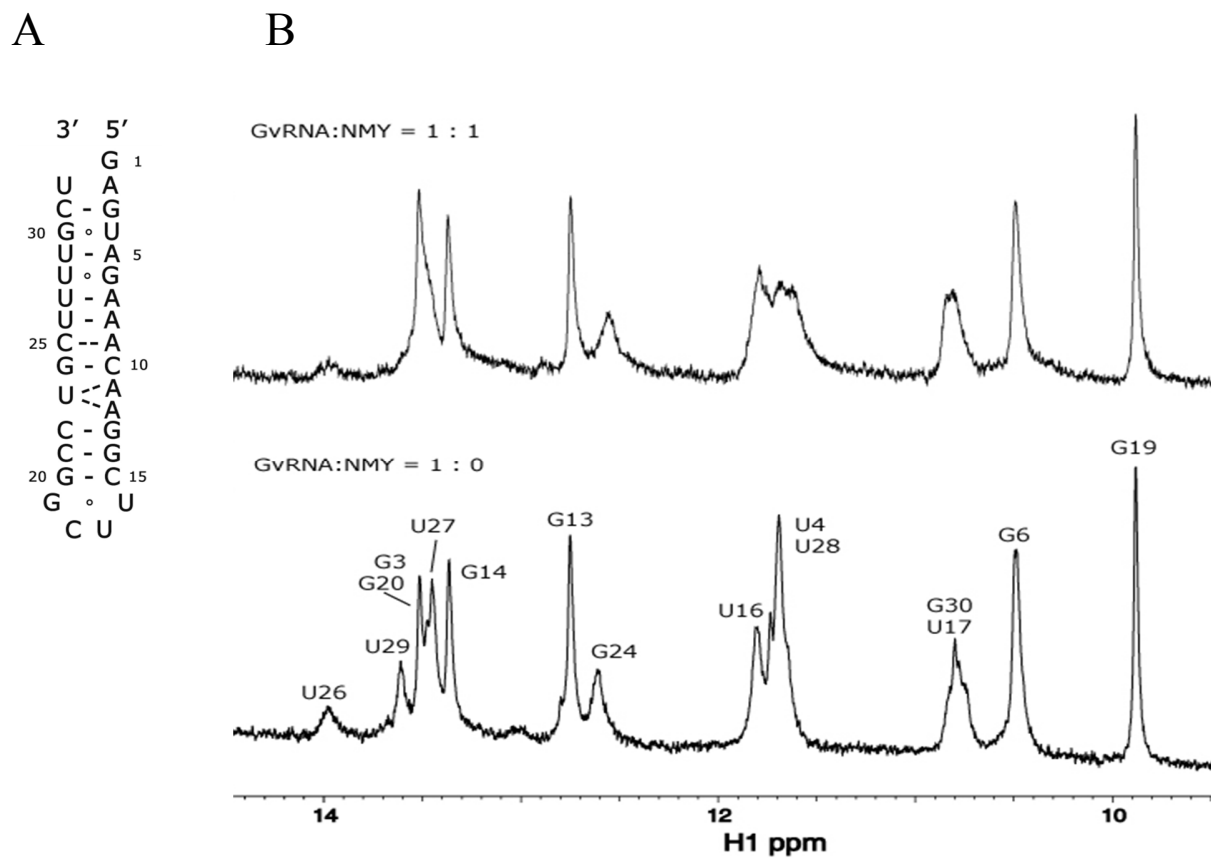 A
B
3’ 5’
G 1
U A
C - G
30 G ∘ U
U - A 5
U ∘ G
U - A
U - A
25 C -- A
G - C 10
U A
A
C - G
C - G
20 G - C 15
G ∘ U
C U
GvRNA:NMY = 1 : 1
GvRNA:NMY = 1 : 0
U26
U29
G3
G20
U27
G14
G13
G24
U16
U4
U28
G30
U17
G6
G19
14
12
10
H1 ppm